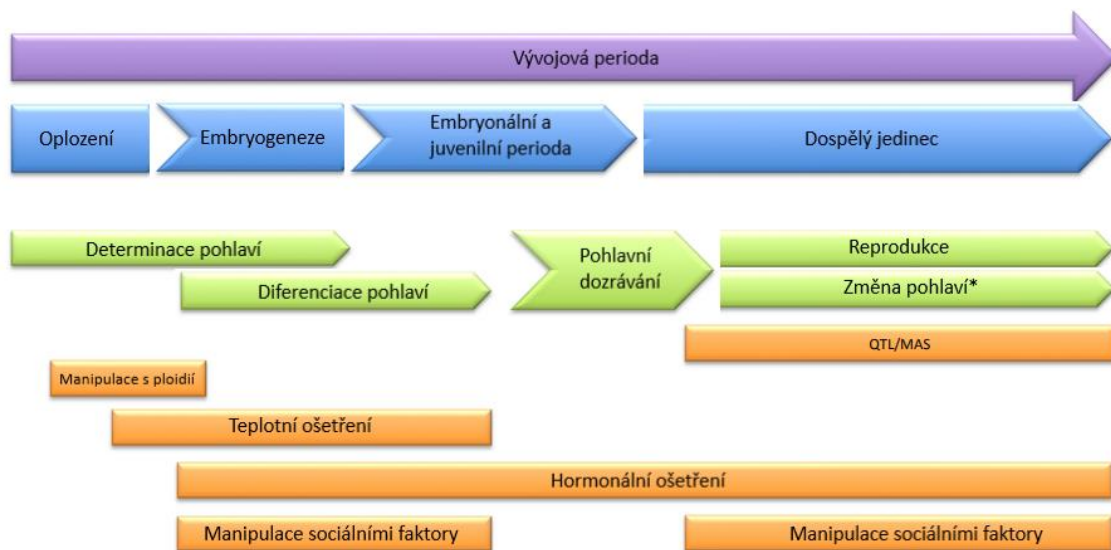 Vývojová perioda
Oplození
Embryogeneze
Embryonální a
juvenilní perioda
Dospělý jedinec
Determinace pohlaví
Diferenciace pohlaví
Pohlavní
dozrávání
Reprodukce
Změna pohlaví*
QTL/MAS
Manipulace s ploidií
Teplotní ošetření
Hormonální ošetření
Manipulace sociálními faktory
Manipulace sociálními faktory